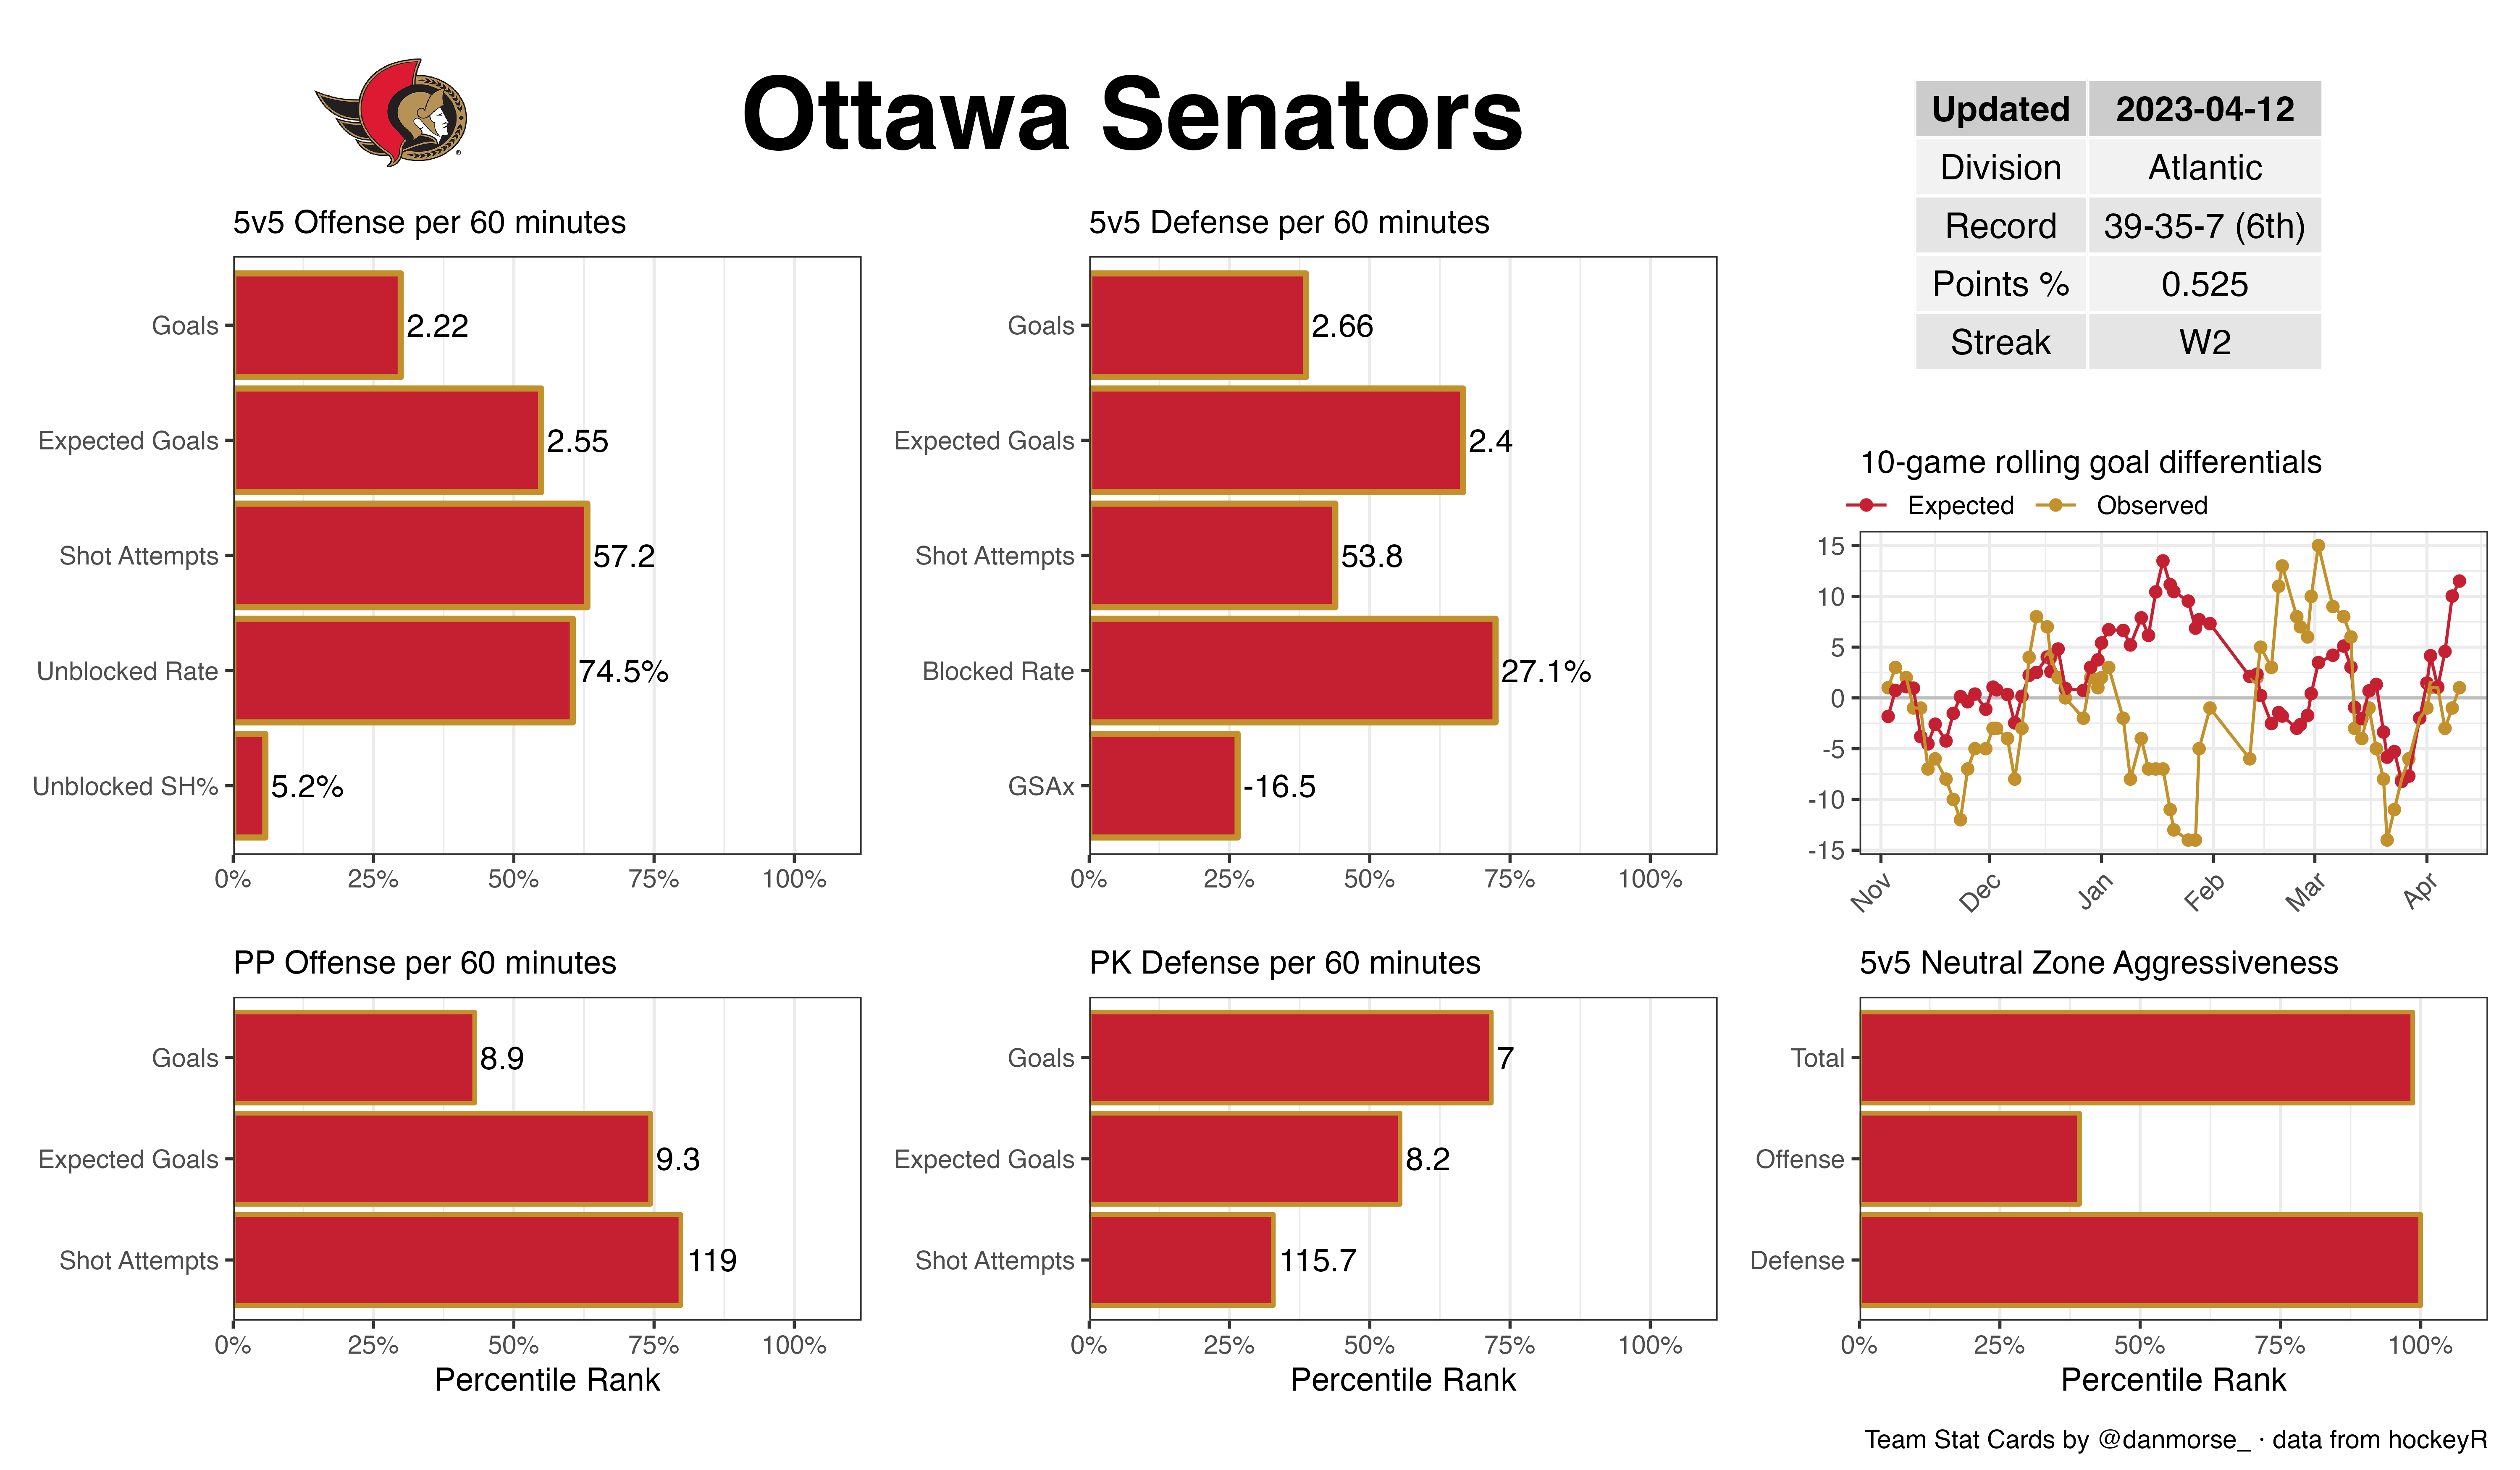 Ottawa Senators
Updated 2023-04-12
Division Atlantic
Record 39-35-7 (6th)
Points % 0.525
Streak W2
5v5 Offense per 60 minutes
Goals 2.22
Expected Goals 2.55
Shot Attempts 57.2
Unblocked Rate 74.5%
Unblocked SH% 5.2%
0% 25% 50% 75% 100%
5v5 Defense per 60 minutes
Goals 2.66
Expected Goals 2.4
Shot Attempts 53.8
Blocked Rate 27.1%
GSAx -16.5
0% 25% 50% 75% 100%
10-game rolling goal differentials
Expected Observed
15
10
5
0
-5
-10
-15
Nov Dec Jan Feb Mar Apr
PP Offense per 60 minutes
Goals 8.9
Expected Goals 9.3
Shot Attempts 119
0% 25% 50% 75% 100%
Percentile Rank
PK Defense per 60 minutes
Goals 7
Expected Goals 8.2
Shot Attempts 115.7
0% 25% 50% 75% 100%
Percentile Rank
5v5 Neutral Zone Aggressiveness
Total
Offense
Defense
0% 25% 50% 75% 100%
Percentile Rank
Team Stat Cards by @danmorse_ · data from hockeyR